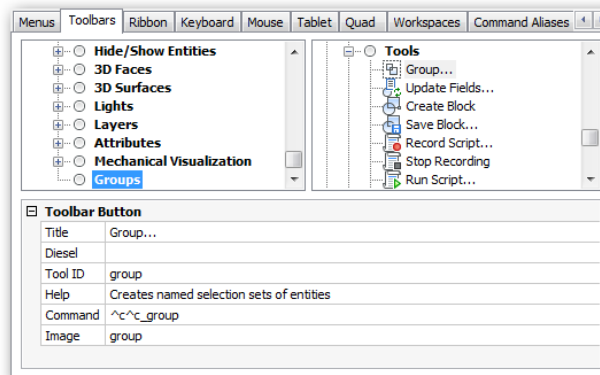 Menus Toolbars Ribbon Keyboard Mouse Tablet Quad Workspaces Command Aliases
Hide/Show Entities
3D Faces
3D Surfaces
Lights
Layers
Attributes
Mechanical Visualization
Groups
Tools
Group...
Update Fields...
Create Block
Save Block...
Record Script...
Stop Recording
Run Script...
Toolbar Button
Title Group...
Diesel
Tool ID group
Help Creates named selection sets of entities
Command ^c^c_group
Image group